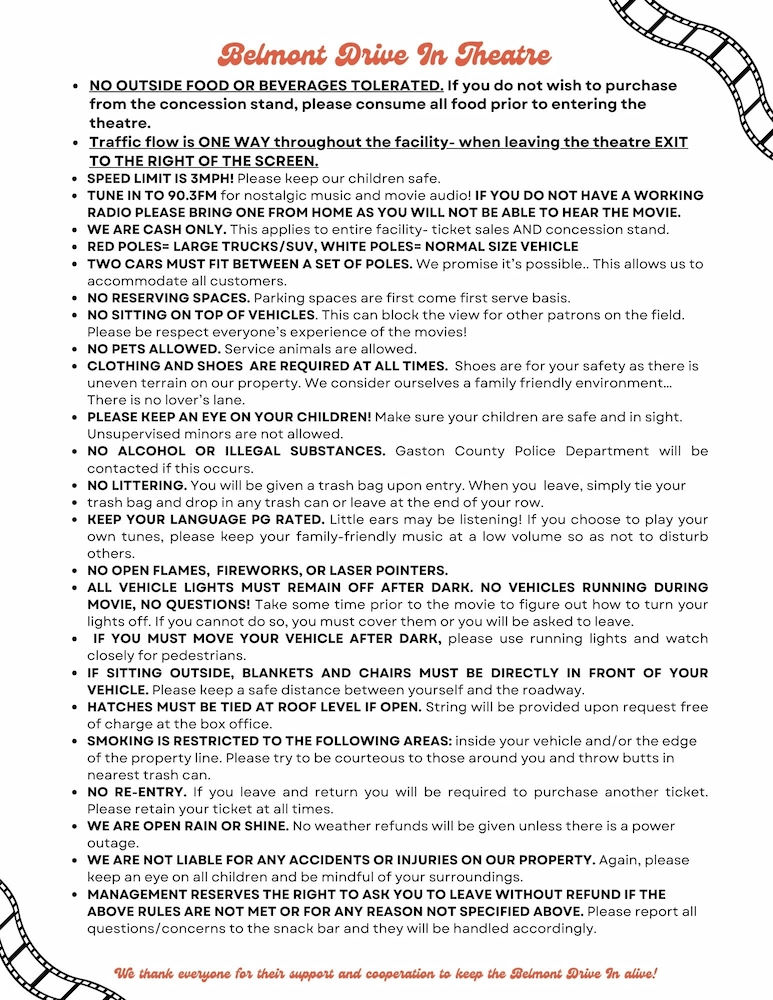 Belmont Drive In Theatre
• NO OUTSIDE FOOD OR BEVERAGES TOLERATED. If you do not wish to purchase
from the concession stand, please consume all food prior to entering the
theatre.
• Traffic flow is ONE WAY throughout the facility- when leaving the theatre EXIT
TO THE RIGHT OF THE SCREEN.
• SPEED LIMIT IS 3MPH! Please keep our children safe.
• TUNE IN TO 90.3FM for nostalgic music and movie audio! IF YOU DO NOT HAVE A WORKING
RADIO PLEASE BRING ONE FROM HOME AS YOU WILL NOT BE ABLE TO HEAR THE MOVIE.
• WE ARE CASH ONLY. This applies to entire facility- ticket sales AND concession stand.
• RED POLES= LARGE TRUCKS/SUV, WHITE POLES= NORMAL SIZE VEHICLE
• TWO CARS MUST FIT BETWEEN A SET OF POLES. We promise it's possible.. This allows us to
accommodate all customers.
• NO RESERVING SPACES. Parking spaces are first come first serve basis.
• NO SITTING ON TOP OF VEHICLES. This can block the view for other patrons on the field.
Please be respect everyone's experience of the movies!
• NO PETS ALLOWED. Service animals are allowed.
• CLOTHING AND SHOES ARE REQUIRED AT ALL TIMES. Shoes are for your safety as there is
uneven terrain on our property. We consider ourselves a family friendly environment...
There is no lover's lane.
• PLEASE KEEP AN EYE ON YOUR CHILDREN! Make sure your children are safe and in sight.
Unsupervised minors are not allowed.
• NO ALCOHOL OR ILLEGAL SUBSTANCES. Gaston County Police Department will be
contacted if this occurs.
• NO LITTERING. You will be given a trash bag upon entry. When you leave, simply tie your
• trash bag and drop in any trash can or leave at the end of your row.
• KEEP YOUR LANGUAGE PG RATED. Little ears may be listening! If you choose to play your
own tunes, please keep your family-friendly music at a low volume so as not to disturb
others.
• NO OPEN FLAMES, FIREWORKS, OR LASER POINTERS.
• ALL VEHICLE LIGHTS MUST REMAIN OFF AFTER DARK. NO VEHICLES RUNNING DURING
MOVIE, NO QUESTIONS! Take some time prior to the movie to figure out how to turn your
lights off. If you cannot do so, you must cover them or you will be asked to leave.
• IF YOU MUST MOVE YOUR VEHICLE AFTER DARK, please use running lights and watch
closely for pedestrians.
• IF SITTING OUTSIDE, BLANKETS AND CHAIRS MUST BE DIRECTLY IN FRONT OF YOUR
VEHICLE. Please keep a safe distance between yourself and the roadway.
• HATCHES MUST BE TIED AT ROOF LEVEL IF OPEN. String will be provided upon request free
of charge at the box office.
• SMOKING IS RESTRICTED TO THE FOLLOWING AREAS: inside your vehicle and/or the edge
of the property line. Please try to be courteous to those around you and throw butts in
nearest trash can.
• NO RE-ENTRY. If you leave and return you will be required to purchase another ticket.
Please retain your ticket at all times.
• WE ARE OPEN RAIN OR SHINE. No weather refunds will be given unless there is a power
outage.
• WE ARE NOT LIABLE FOR ANY ACCIDENTS OR INJURIES ON OUR PROPERTY. Again, please
keep an eye on all children and be mindful of your surroundings.
• MANAGEMENT RESERVES THE RIGHT TO ASK YOU TO LEAVE WITHOUT REFUND IF THE
ABOVE RULES ARE NOT MET OR FOR ANY REASON NOT SPECIFIED ABOVE. Please report all
questions/concerns to the snack bar and they will be handled accordingly.
We thank everyone for their support and cooperation to keep the Belmont Drive In alive!